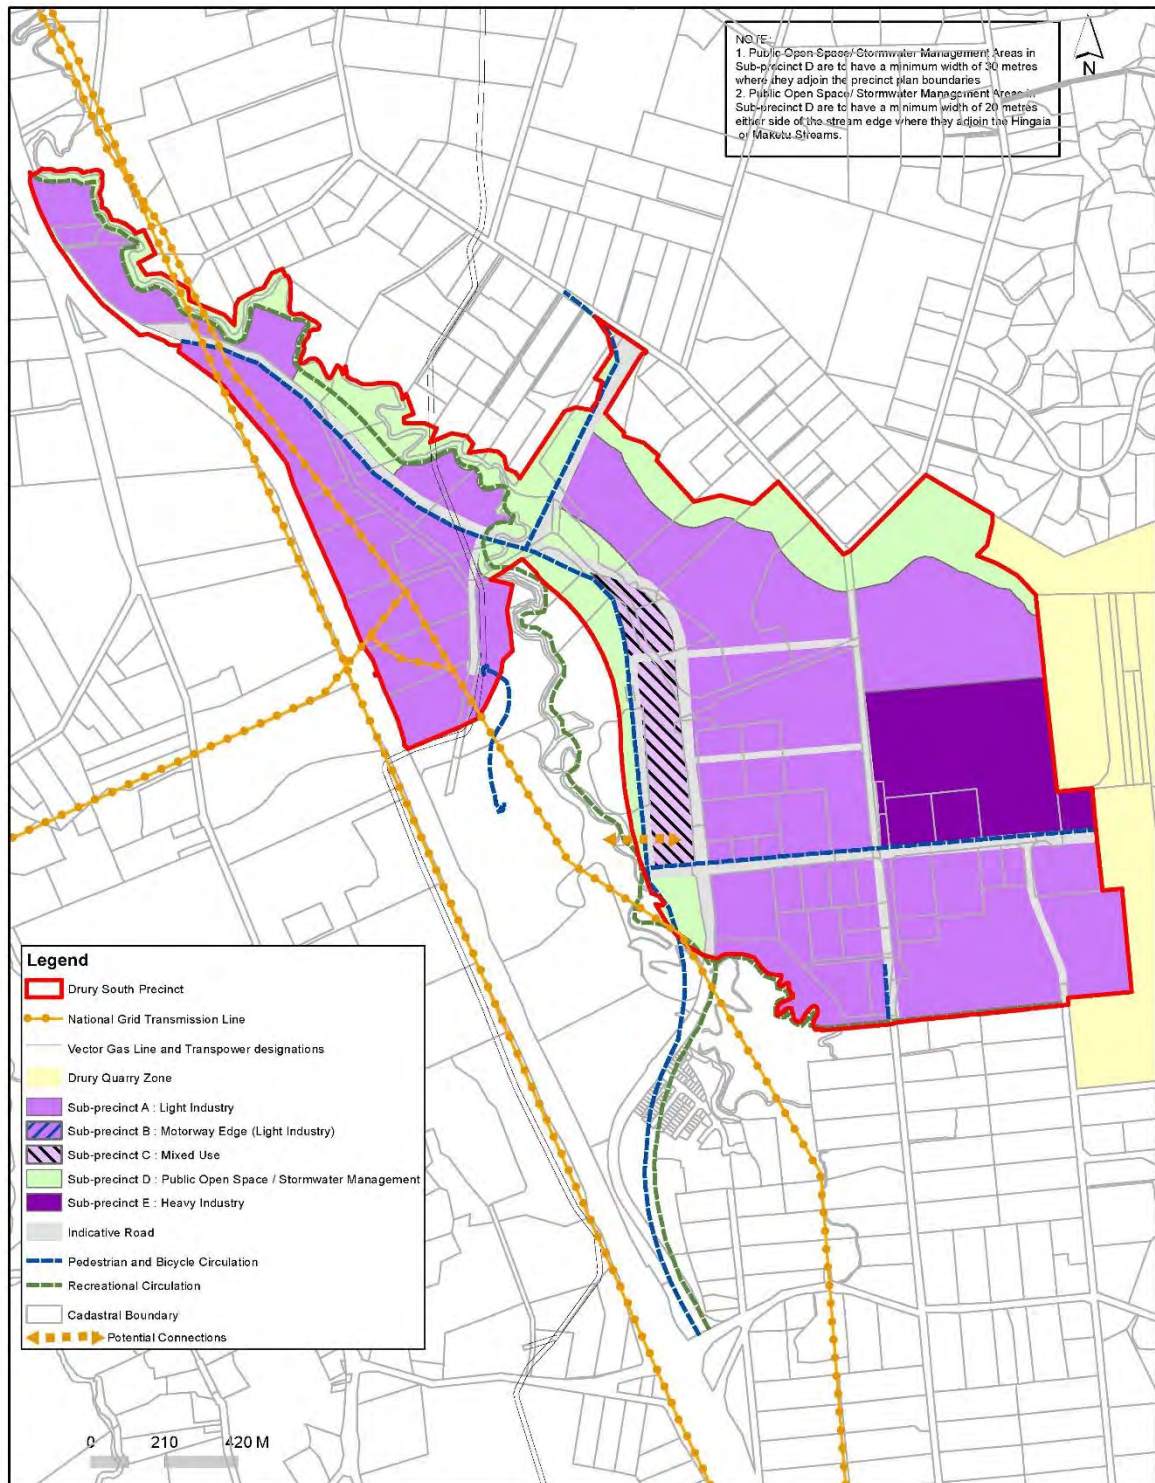 NOTE:
1. Public Open Space/ Stormwater Management Areas in
Sub-precinct D are to have a minimum width of 30 metres
where they adjoin the precinct plan boundaries
2. Public Open Space/ Stormwater Management Areas in
Sub-precinct D are to have a minimum width of 20 metres
either side of the stream edge where they adjoin the Hingaia
or Maketu Streams.
N
Legend
Drury South Precinct
National Grid Transmission Line
Vector Gas Line and Transpower designations
Drury Quarry Zone
Sub-precinct A : Light Industry
Sub-precinct B : Motorway Edge (Light Industry)
Sub-precinct C : Mixed Use
Sub-precinct D : Public Open Space / Stormwater Management
Sub-precinct E : Heavy Industry
Indicative Road
Pedestrian and Bicycle Circulation
Recreational Circulation
Cadastral Boundary
Potential Connections
0 210 420 M